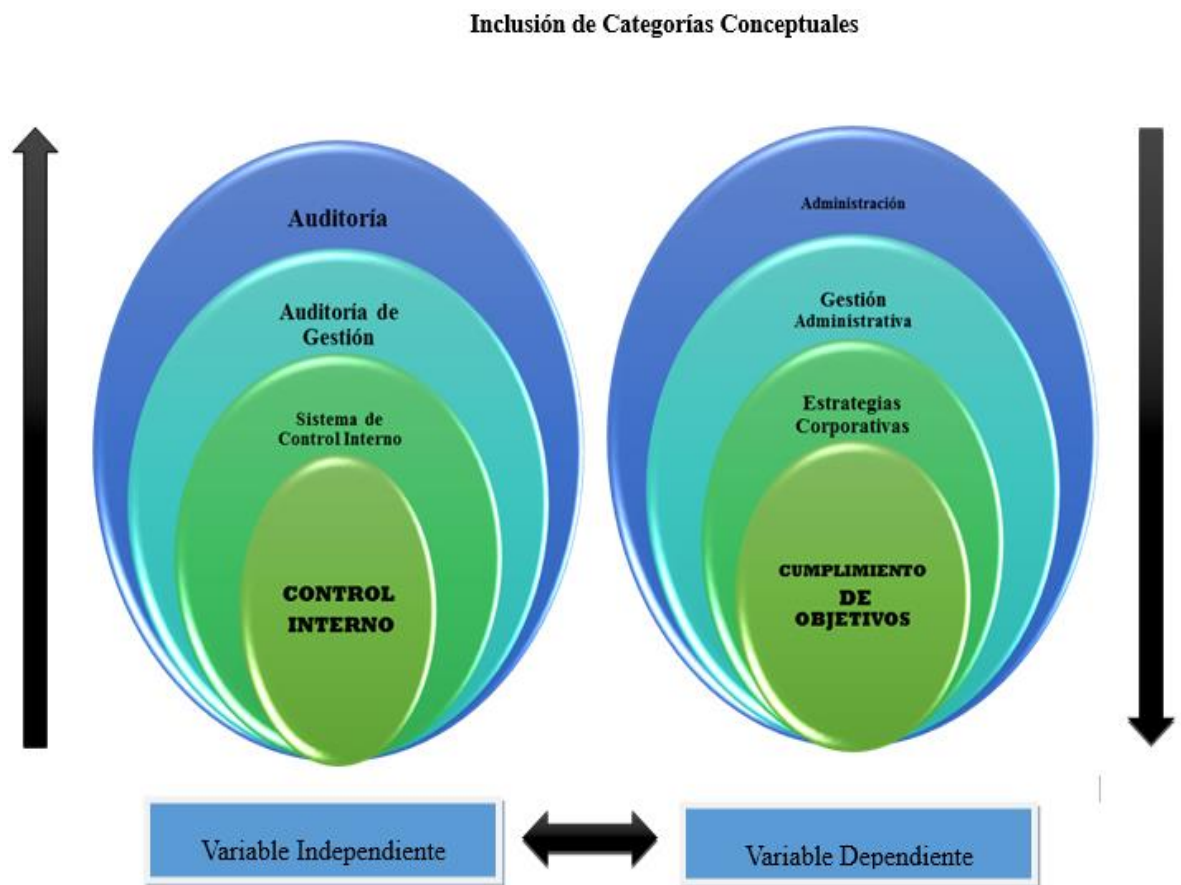 Inclusión de Categorías Conceptuales
Auditoría
Auditoría de
Gestión
Sistema de
Control Interno
CONTROL
INTERNO
Administración
Gestión
Administrativa
Estrategias
Corporativas
CUMPLIMIENTO
DE
OBJETIVOS
Variable Independiente
Variable Dependiente